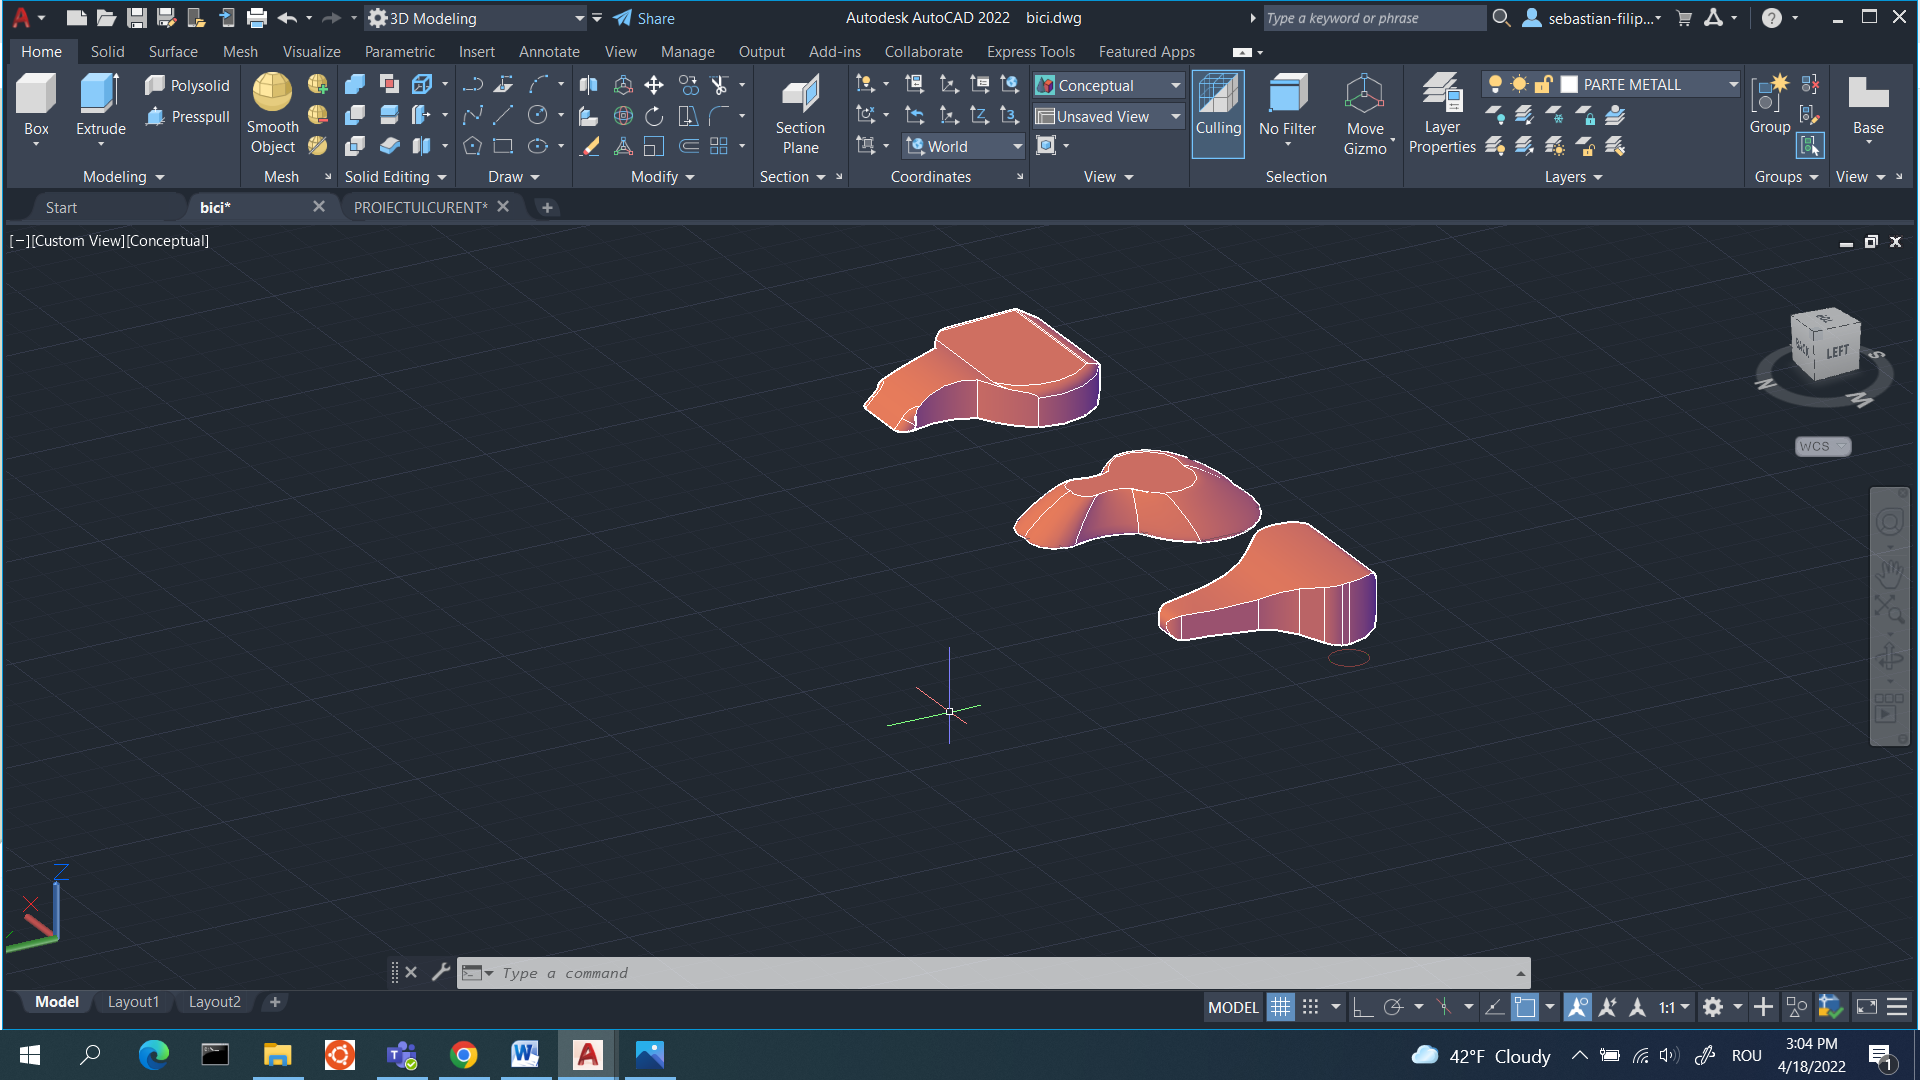 3D Modeling
Share
Autodesk AutoCAD 2022 bici.dwg
Type a keyword or phrase
sebastian-filip...
Home Solid Surface Mesh Visualize Parametric Insert Annotate View Manage Output Add-ins Collaborate Express Tools Featured Apps
Box
Extrude
Polysolid
Presspull
Smooth
Object
Section
Plane
World
Conceptual
Unsaved View
Culling
No Filter
Move
Gizmo
Layer
Properties
PARTE METALL
Group
Base
Modeling
Mesh
Solid Editing
Draw
Modify
Section
Coordinates
View
Selection
Layers
Groups
View
Start
bici*
PROIECTULCURENT*
[−][Custom View][Conceptual]
TOP
BACK
LEFT
S
N
WCS
Z
X
Type a command
Model
Layout1
Layout2
MODEL
1:1
42°F Cloudy
ROU
3:04 PM
4/18/2022
1